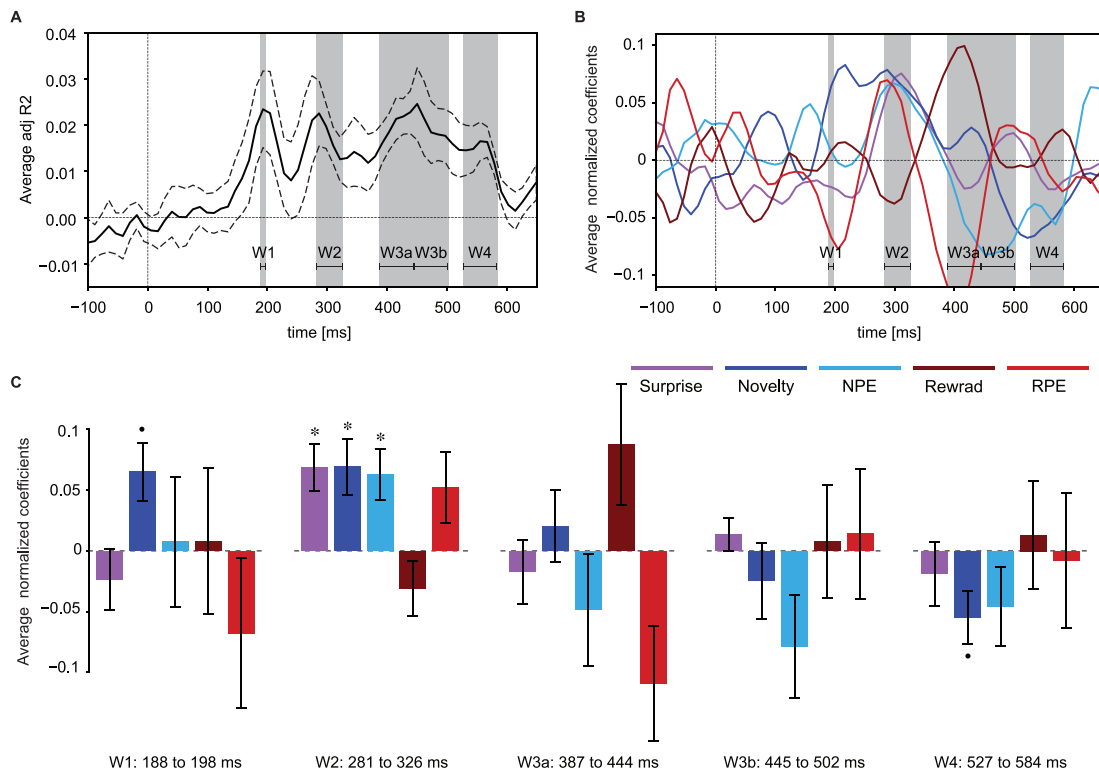 A
B
0.04
0.03
0.02
0.01
0.00
−0.01
Average adj R2
W1
W2
W3a
W3b
W4
-100
0
100
200
300
400
500
600
time [ms]
0.1
0.05
0
−0.05
−0.1
Average normalized coefficients
W1
W2
W3a
W3b
W4
−100
0
100
200
300
400
500
600
time [ms]
C
Surprise
Novelty
NPE
Rewrad
RPE
0.1
0.05
0
−0.05
−0.1
Average normalized coefficients
•
* * *
•
W1: 188 to 198 ms
W2: 281 to 326 ms
W3a: 387 to 444 ms
W3b: 445 to 502 ms
W4: 527 to 584 ms